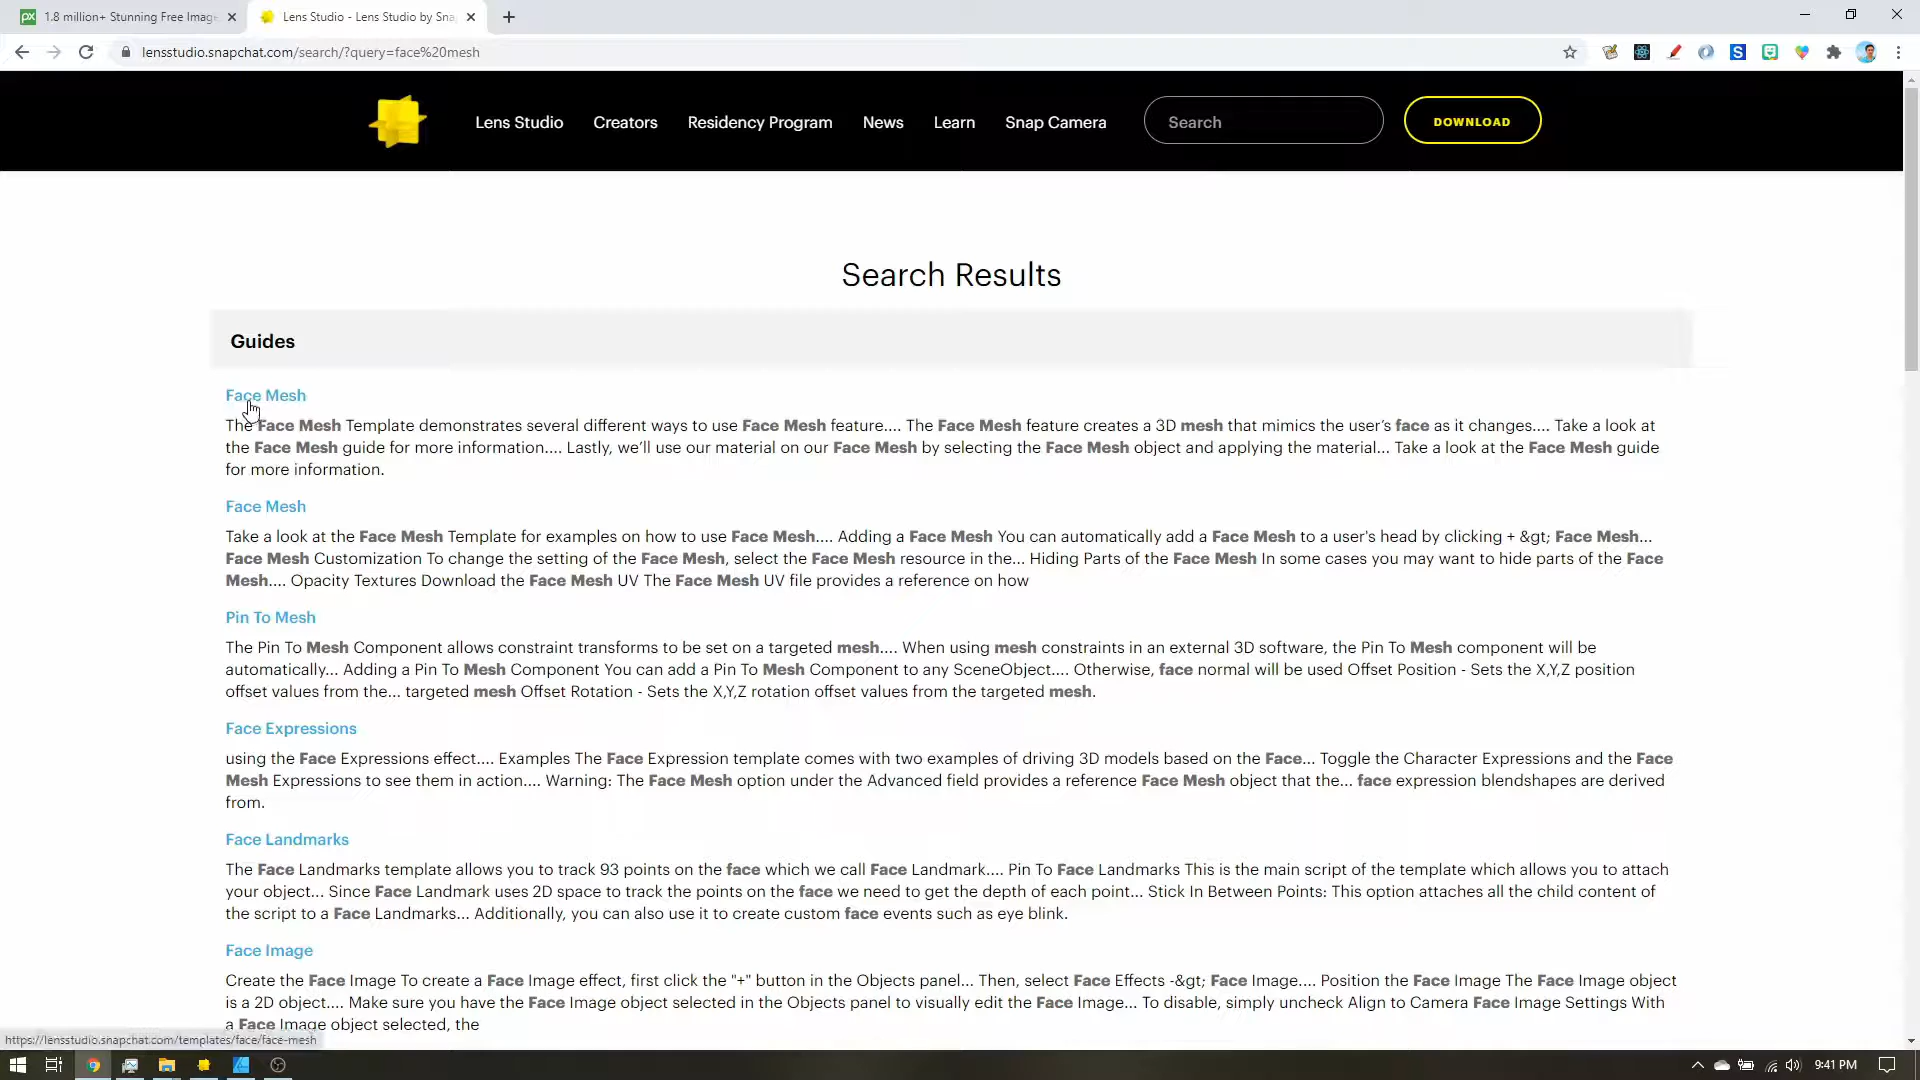 1.8 million+ Stunning Free Image
Lens Studio - Lens Studio by Sna
lensstudio.snapchat.com/search/?query=face%20mesh
Lens Studio
Creators
Residency Program
News
Learn
Snap Camera
Search
DOWNLOAD
Search Results
Guides
Face Mesh
The Face Mesh Template demonstrates several different ways to use Face Mesh feature.... The Face Mesh feature creates a 3D mesh that mimics the user's face as it changes.... Take a look at
the Face Mesh guide for more information.... Lastly, we'll use our material on our Face Mesh by selecting the Face Mesh object and applying the material... Take a look at the Face Mesh guide
for more information.
Face Mesh
Take a look at the Face Mesh Template for examples on how to use Face Mesh.... Adding a Face Mesh You can automatically add a Face Mesh to a user's head by clicking + &gt; Face Mesh...
Face Mesh Customization To change the setting of the Face Mesh, select the Face Mesh resource in the... Hiding Parts of the Face Mesh In some cases you may want to hide parts of the Face
Mesh.... Opacity Textures Download the Face Mesh UV The Face Mesh UV file provides a reference on how
Pin To Mesh
The Pin To Mesh Component allows constraint transforms to be set on a targeted mesh.... When using mesh constraints in an external 3D software, the Pin To Mesh component will be
automatically... Adding a Pin To Mesh Component You can add a Pin To Mesh Component to any SceneObject.... Otherwise, face normal will be used Offset Position - Sets the X,Y,Z position
offset values from the... targeted mesh Offset Rotation - Sets the X,Y,Z rotation offset values from the targeted mesh.
Face Expressions
using the Face Expressions effect.... Examples The Face Expression template comes with two examples of driving 3D models based on the Face... Toggle the Character Expressions and the Face
Mesh Expressions to see them in action.... Warning: The Face Mesh option under the Advanced field provides a reference Face Mesh object that the... face expression blendshapes are derived
from.
Face Landmarks
The Face Landmarks template allows you to track 93 points on the face which we call Face Landmark.... Pin To Face Landmarks This is the main script of the template which allows you to attach
your object... Since Face Landmark uses 2D space to track the points on the face we need to get the depth of each point... Stick In Between Points: This option attaches all the child content of
the script to a Face Landmarks... Additionally, you can also use it to create custom face events such as eye blink.
Face Image
Create the Face Image To create a Face Image effect, first click the "+" button in the Objects panel... Then, select Face Effects -&gt; Face Image.... Position the Face Image The Face Image object
is a 2D object.... Make sure you have the Face Image object selected in the Objects panel to visually edit the Face Image... To disable, simply uncheck Align to Camera Face Image Settings With
a Face Image object selected, the
https://lensstudio.snapchat.com/templates/face/face-mesh
9:41 PM